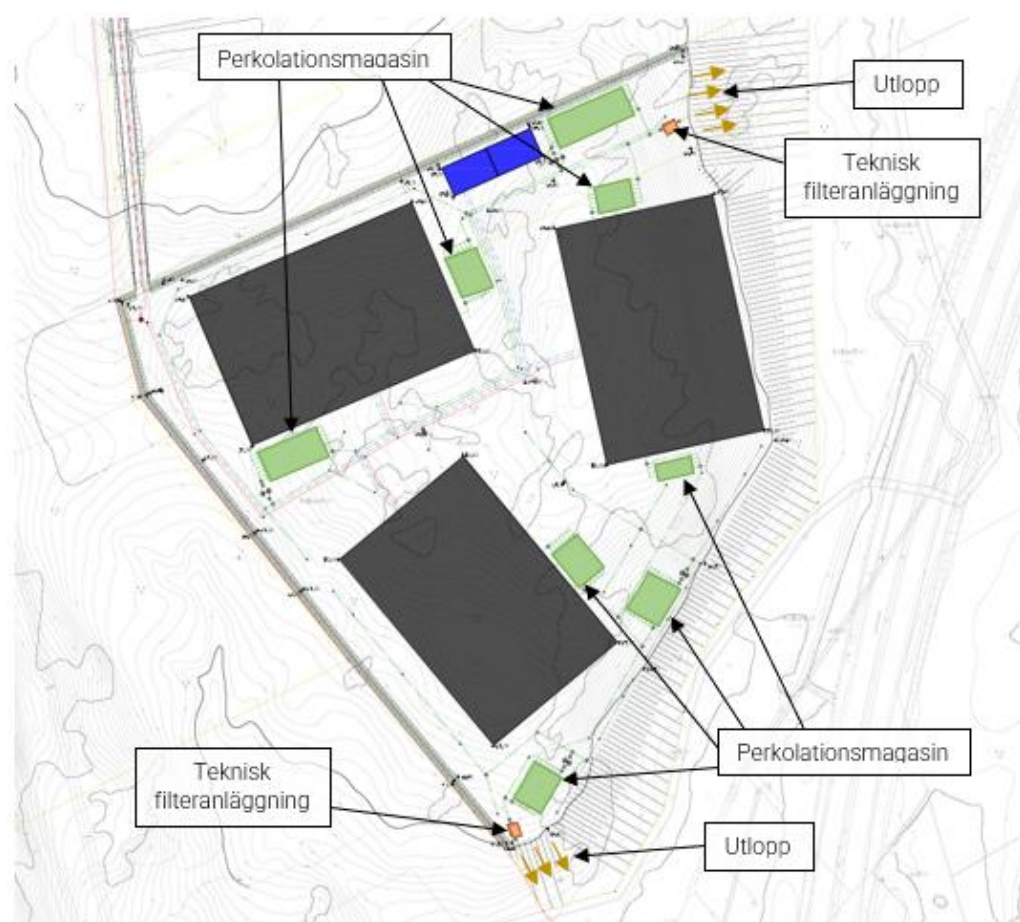 Perkolationsmagasin
Utlopp
Teknisk
filteranläggning
Perkolationsmagasin
Teknisk
filteranläggning
Utlopp